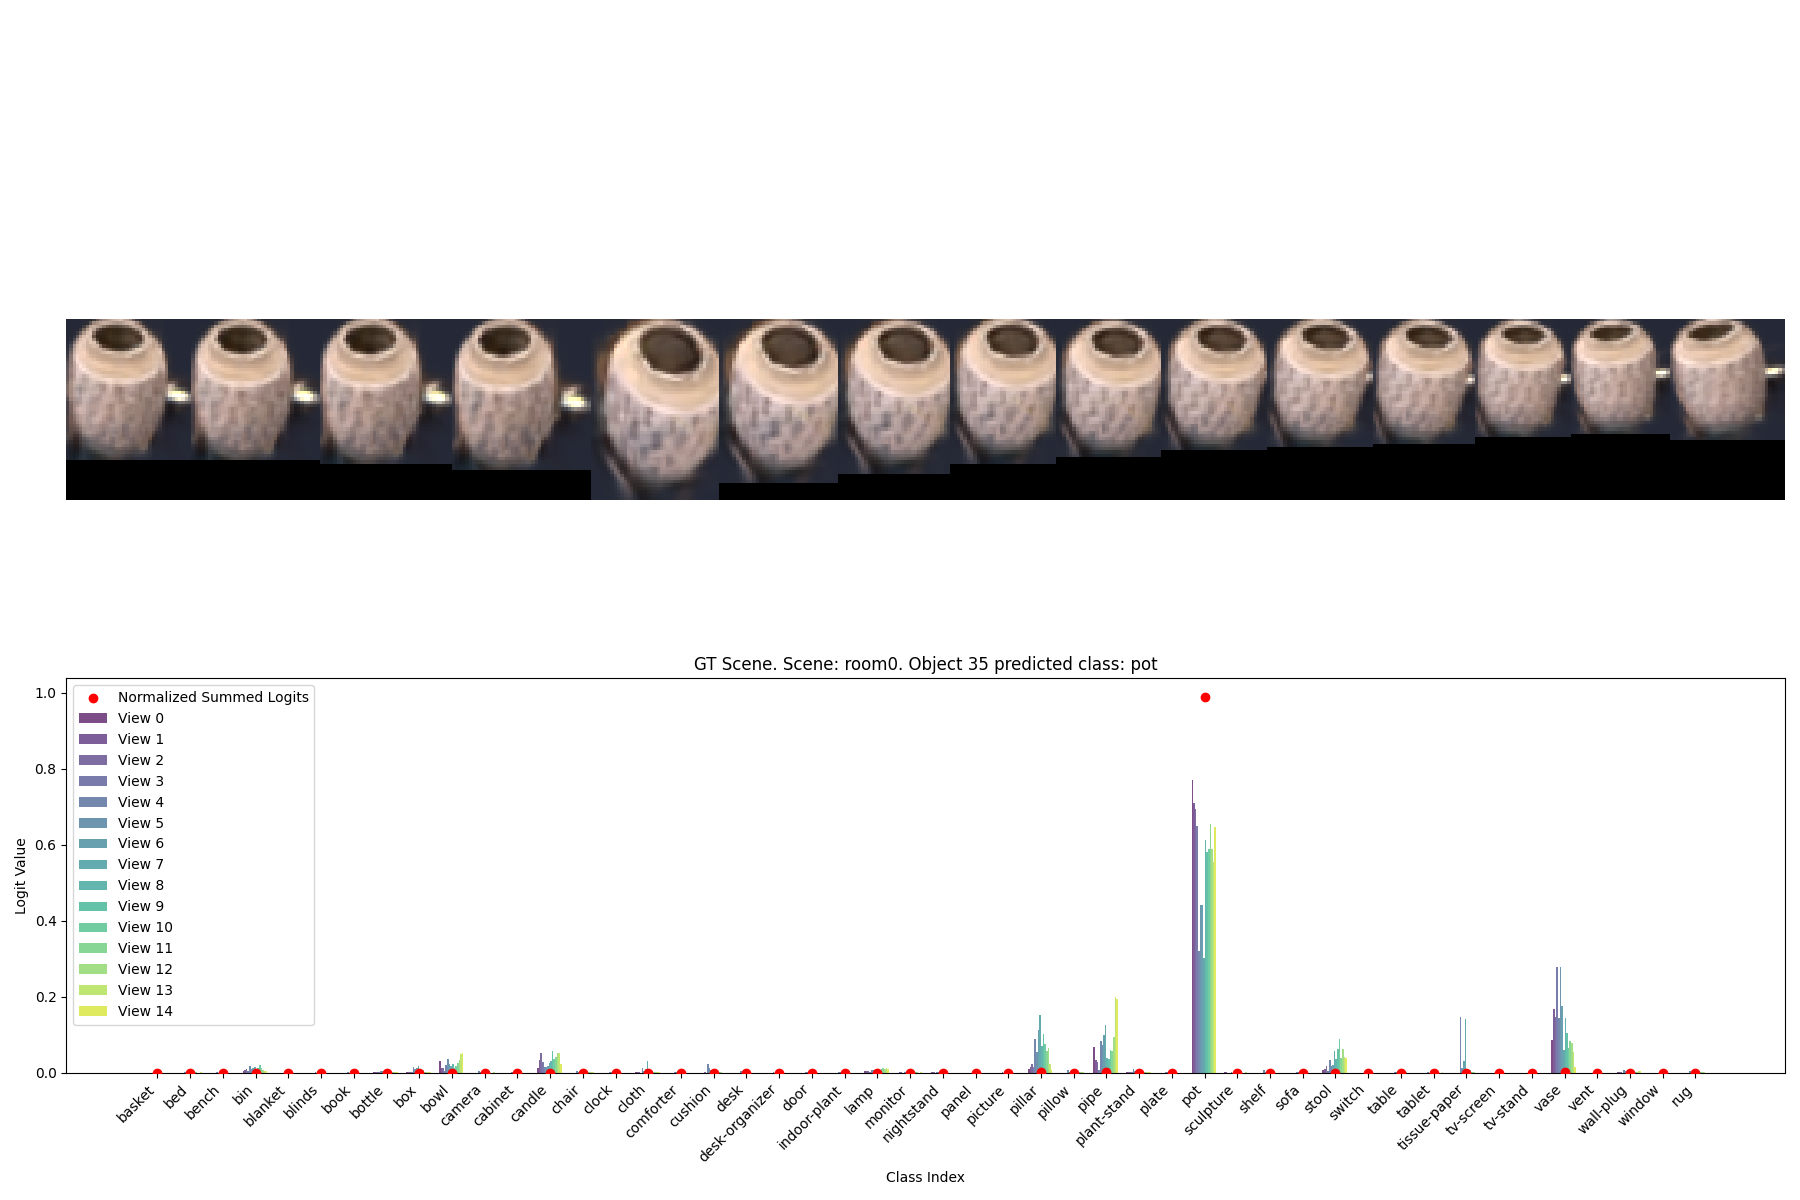 GT Scene. Scene: room0. Object 35 predicted class: pot
1.0
0.8
0.6
0.4
0.2
0.0
Logit Value
Normalized Summed Logits
View 0
View 1
View 2
View 3
View 4
View 5
View 6
View 7
View 8
View 9
View 10
View 11
View 12
View 13
View 14
basket
bed
bench
bin
blanket
blinds
book
bottle
box
bowl
camera
cabinet
candle
chair
clock
cloth
comforter
cushion
desk
desk-organizer
door
indoor-plant
lamp
monitor
nightstand
panel
picture
pillar
pillow
pipe
plant-stand
plate
pot
sculpture
shelf
sofa
stool
switch
table
tablet
tissue-paper
tv-screen
tv-stand
vase
vent
wall-plug
window
rug
Class Index